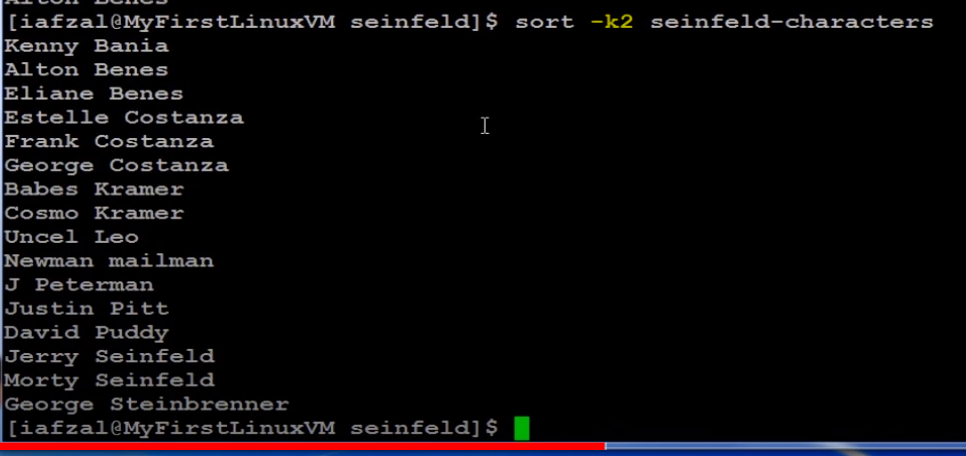 Alton Benes
[iafzal@MyFirstLinuxVM seinfeld]$ sort -k2 seinfeld-characters
Kenny Bania
Alton Benes
Eliane Benes
Estelle Costanza
Frank Costanza
George Costanza
Babes Kramer
Cosmo Kramer
Uncel Leo
Newman mailman
J Peterman
Justin Pitt
David Puddy
Jerry Seinfeld
Morty Seinfeld
George Steinbrenner
[iafzal@MyFirstLinuxVM seinfeld]$